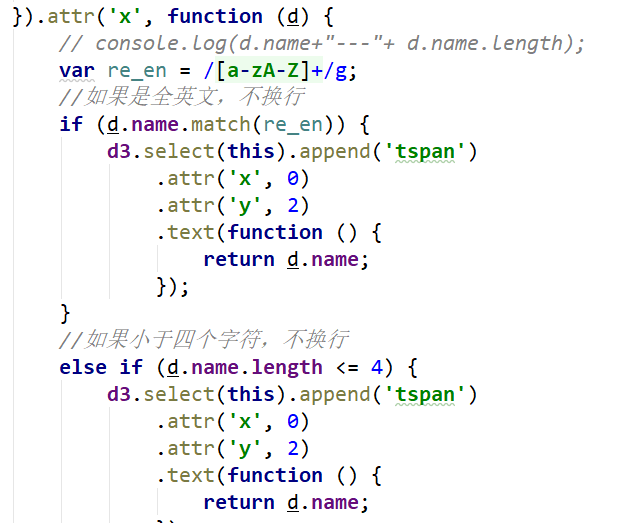 }).attr('x', function (d) {
    // console.log(d.name+"---"+ d.name.length);
    var re_en = /[a-zA-Z]+/g;
    //如果是全英文，不换行
    if (d.name.match(re_en)) {
        d3.select(this).append('tspan')
            .attr('x', 0)
            .attr('y', 2)
            .text(function () {
                return d.name;
            });
    }
    //如果小于四个字符，不换行
    else if (d.name.length <= 4) {
        d3.select(this).append('tspan')
            .attr('x', 0)
            .attr('y', 2)
            .text(function () {
                return d.name;